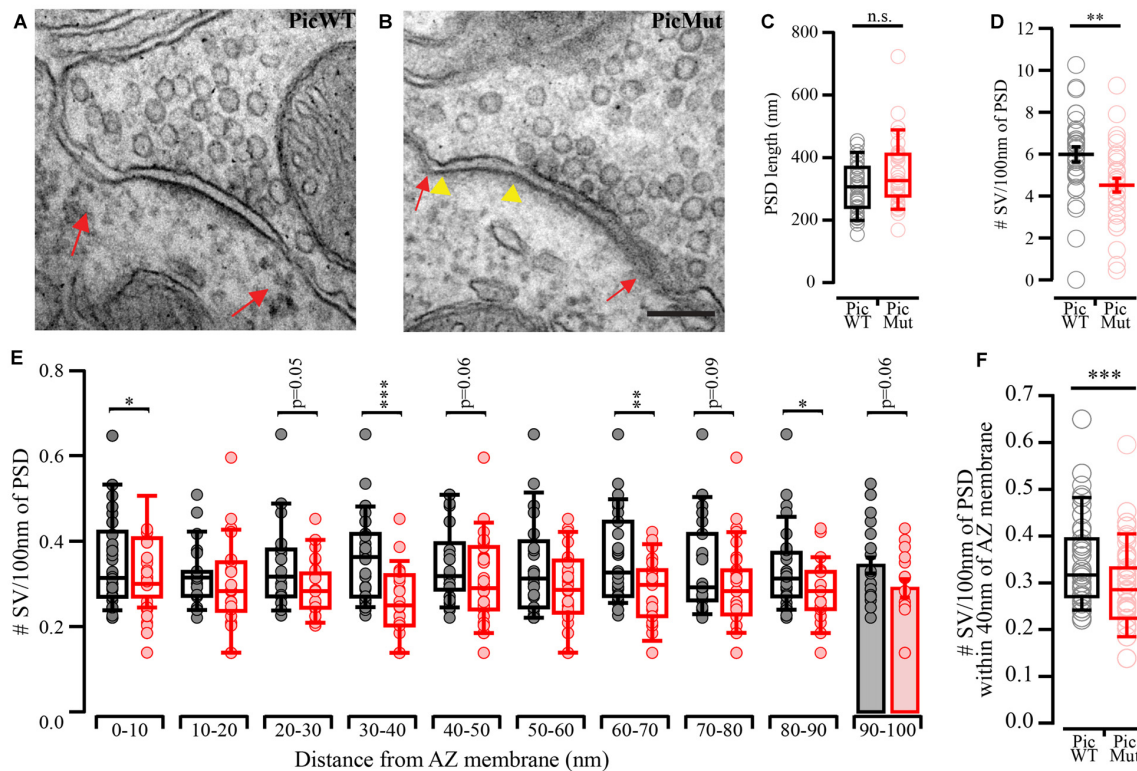 A PicWT
B PicMut
C
n.s.
PSD length (nm)
800
600
400
200
0
Pic WT
Pic Mut
D
**
# SV/100nm of PSD
12
10
8
6
4
2
0
Pic WT
Pic Mut
E
# SV/100nm of PSD
0.8
0.6
0.4
0.2
0.0
*
p=0.05
***
p=0.06
**
p=0.09
*
p=0.06
0-10 10-20 20-30 30-40 40-50 50-60 60-70 70-80 80-90 90-100
Distance from AZ membrane (nm)
F
***
# SV/100nm of PSD
within 40nm of AZ membrane
0.7
0.6
0.5
0.4
0.3
0.2
0.1
0.0
Pic WT
Pic Mut